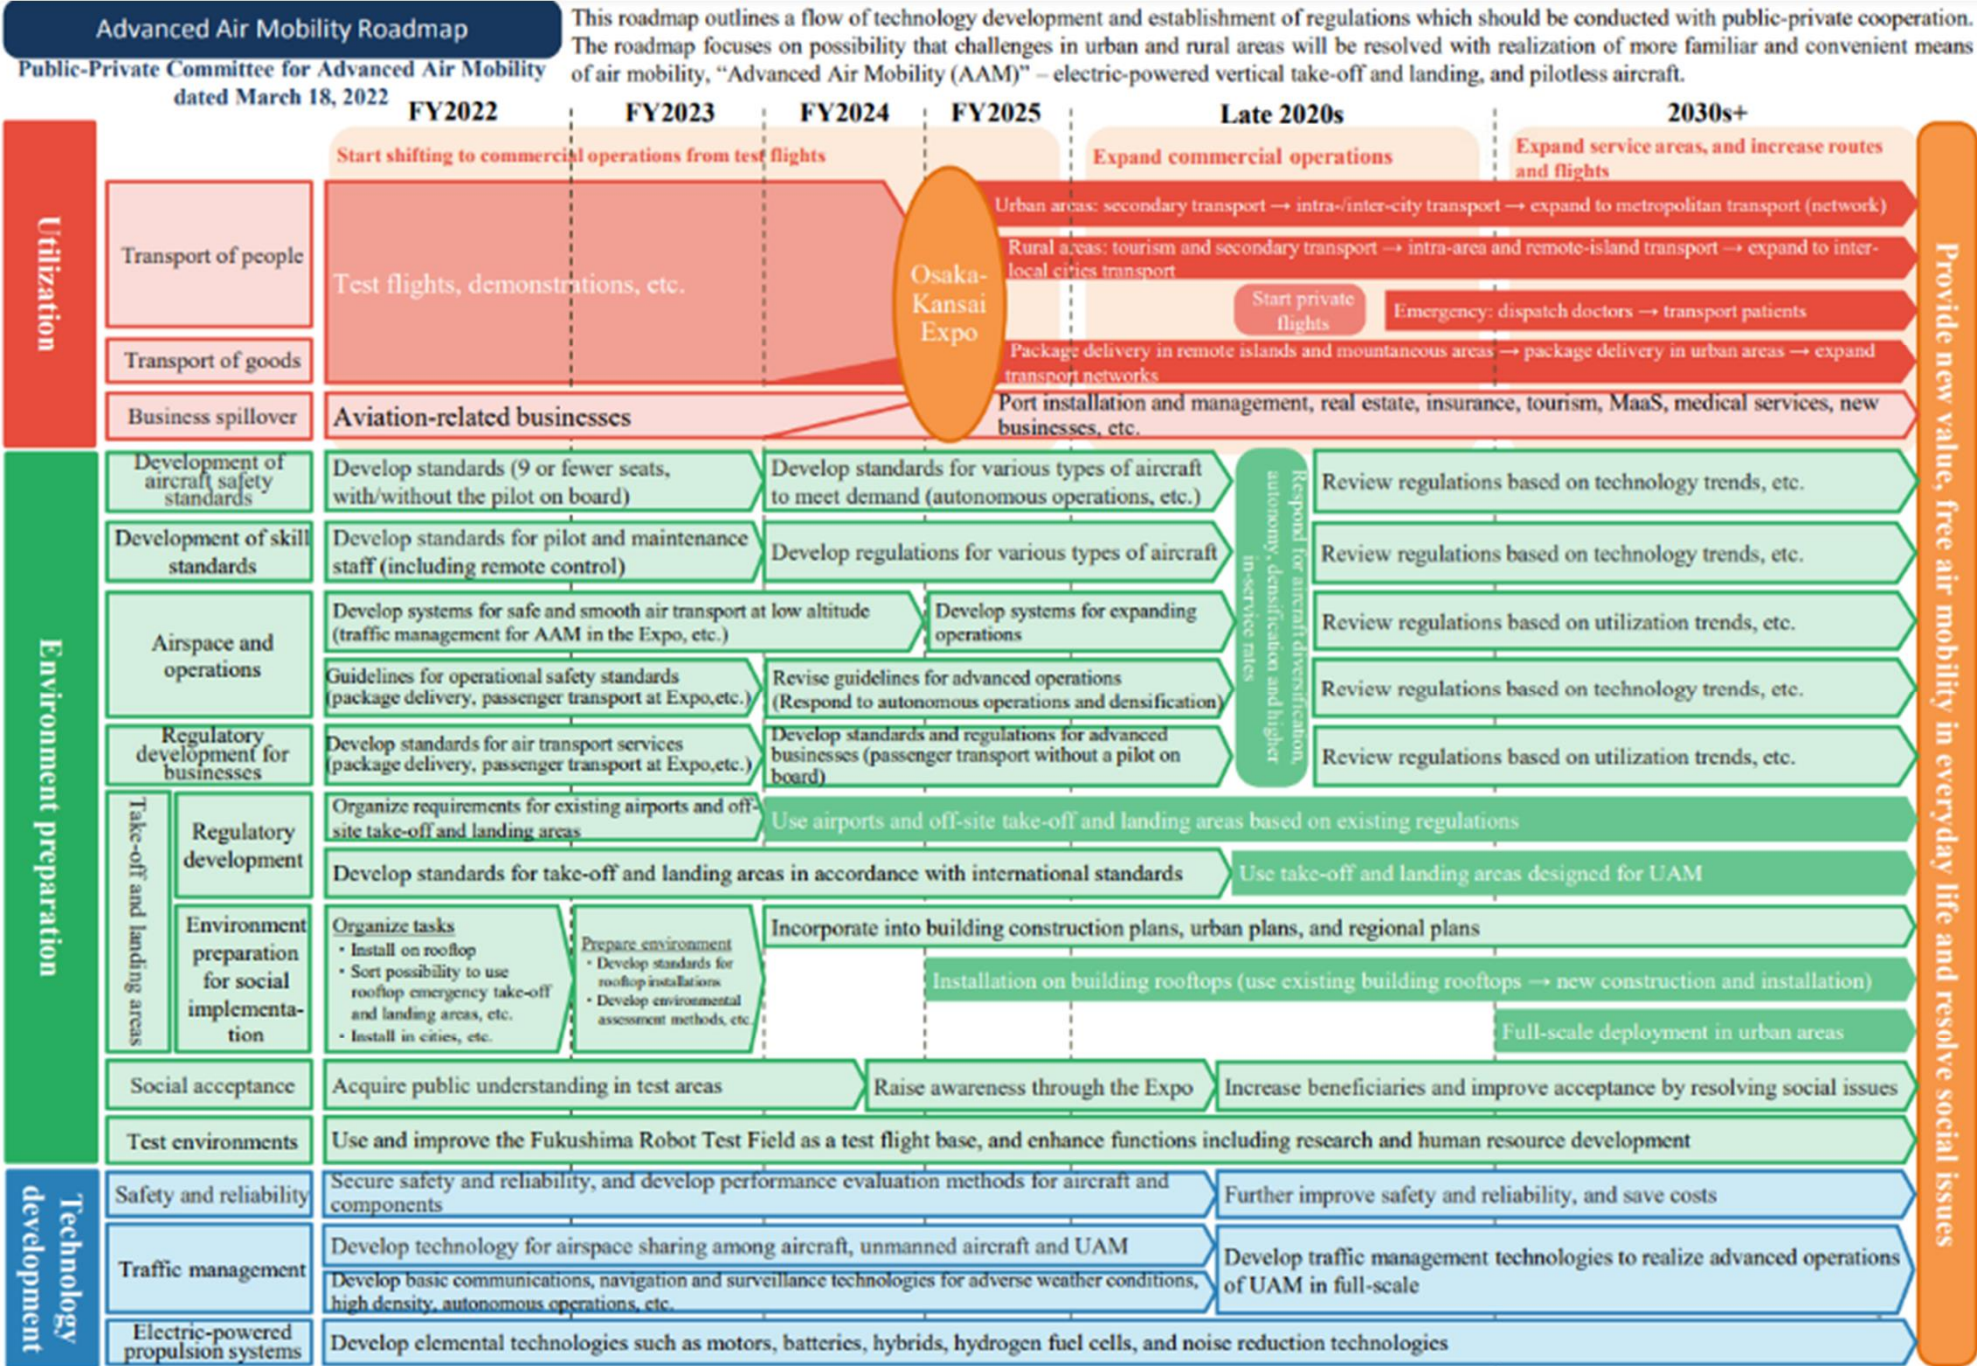 Advanced Air Mobility Roadmap
Public-Private Committee for Advanced Air Mobility
dated March 18, 2022
This roadmap outlines a flow of technology development and establishment of regulations which should be conducted with public-private cooperation.
The roadmap focuses on possibility that challenges in urban and rural areas will be resolved with realization of more familiar and convenient means
of air mobility, “Advanced Air Mobility (AAM)” – electric-powered vertical take-off and landing, and pilotless aircraft.
FY2022
FY2023
FY2024
FY2025
Late 2020s
2030s+
Start shifting to commercial operations from test flights
Expand commercial operations
Expand service areas, and increase routes
and flights
Utilization
Transport of people
Test flights, demonstrations, etc.
Osaka-
Kansai
Expo
Urban areas: secondary transport → intra-/inter-city transport → expand to metropolitan transport (network)
Rural areas: tourism and secondary transport → intra-area and remote-island transport → expand to inter-
local cities transport
Start private
flights
Emergency: dispatch doctors → transport patients
Transport of goods
Package delivery in remote islands and mountaneous areas → package delivery in urban areas → expand
transport networks
Business spillover
Aviation-related businesses
Port installation and management, real estate, insurance, tourism, MaaS, medical services, new
businesses, etc.
Environment preparation
Development of
aircraft safety
standards
Develop standards (9 or fewer seats,
with/without the pilot on board)
Develop standards for various types of aircraft
to meet demand (autonomous operations, etc.)
Respond for aircraft diversification,
autonomy, densification and higher
in-service rates
Review regulations based on technology trends, etc.
Development of skill
standards
Develop standards for pilot and maintenance
staff (including remote control)
Develop regulations for various types of aircraft
Review regulations based on technology trends, etc.
Airspace and
operations
Develop systems for safe and smooth air transport at low altitude
(traffic management for AAM in the Expo, etc.)
Develop systems for expanding
operations
Review regulations based on utilization trends, etc.
Guidelines for operational safety standards
(package delivery, passenger transport at Expo,etc.)
Revise guidelines for advanced operations
(Respond to autonomous operations and densification)
Review regulations based on technology trends, etc.
Regulatory
development for
businesses
Develop standards for air transport services
(package delivery, passenger transport at Expo,etc.)
Develop standards and regulations for advanced
businesses (passenger transport without a pilot on
board)
Review regulations based on utilization trends, etc.
Take-off and landing areas
Regulatory
development
Organize requirements for existing airports and off-
site take-off and landing areas
Use airports and off-site take-off and landing areas based on existing regulations
Develop standards for take-off and landing areas in accordance with international standards
Use take-off and landing areas designed for UAM
Environment
preparation
for social
implementa-
tion
Organize tasks
・Install on rooftop
・Sort possibility to use
rooftop emergency take-off
and landing areas, etc.
・Install in cities, etc.
Prepare environment
・Develop standards for
rooftop installations
・Develop environmental
assessment methods, etc.
Incorporate into building construction plans, urban plans, and regional plans
Installation on building rooftops (use existing building rooftops → new construction and installation)
Full-scale deployment in urban areas
Social acceptance
Acquire public understanding in test areas
Raise awareness through the Expo
Increase beneficiaries and improve acceptance by resolving social issues
Test environments
Use and improve the Fukushima Robot Test Field as a test flight base, and enhance functions including research and human resource development
Technology
development
Safety and reliability
Secure safety and reliability, and develop performance evaluation methods for aircraft and
components
Further improve safety and reliability, and save costs
Traffic management
Develop technology for airspace sharing among aircraft, unmanned aircraft and UAM
Develop basic communications, navigation and surveillance technologies for adverse weather conditions,
high density, autonomous operations, etc.
Develop traffic management technologies to realize advanced operations
of UAM in full-scale
Electric-powered
propulsion systems
Develop elemental technologies such as motors, batteries, hybrids, hydrogen fuel cells, and noise reduction technologies
Provide new value, free air mobility in everyday life and resolve social issues